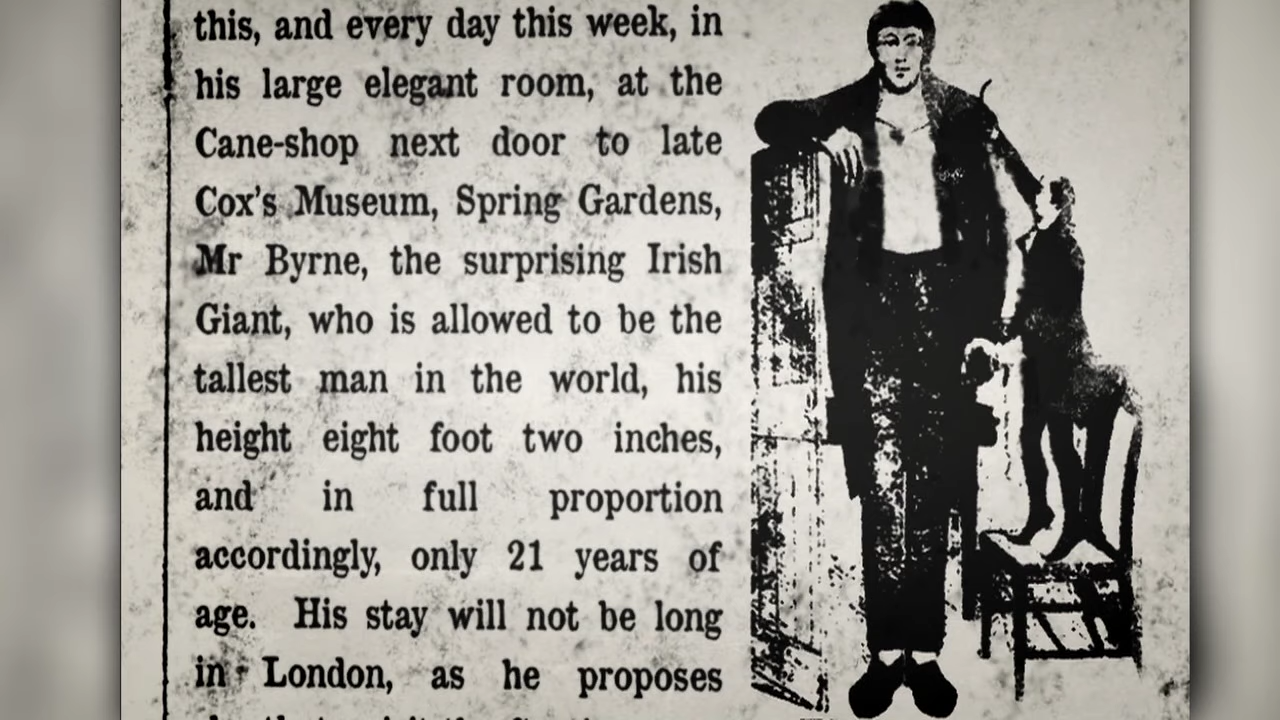 this, and every day this week, in
his large elegant room, at the
Cane-shop next door to late
Cox's Museum, Spring Gardens,
Mr Byrne, the surprising Irish
Giant, who is allowed to be the
tallest man in the world, his
height eight foot two inches,
and in full proportion
accordingly, only 21 years of
age. His stay will not be long
in London, as he proposes